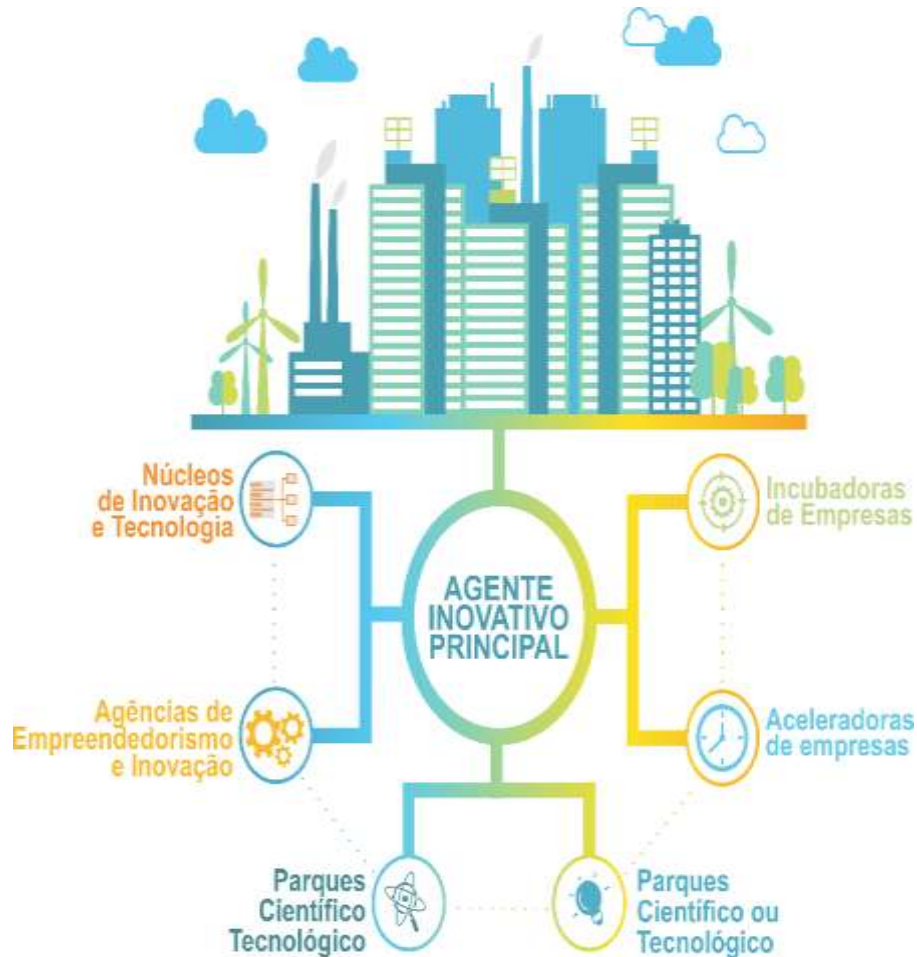 Núcleos
de Inovação
e Tecnologia
Incubadoras
de Empresas
AGENTE
INOVATIVO
PRINCIPAL
Agências de
Empreendedorismo
e Inovação
Aceleradoras
de empresas
Parques
Científico
Tecnológico
Parques
Científico ou
Tecnológico